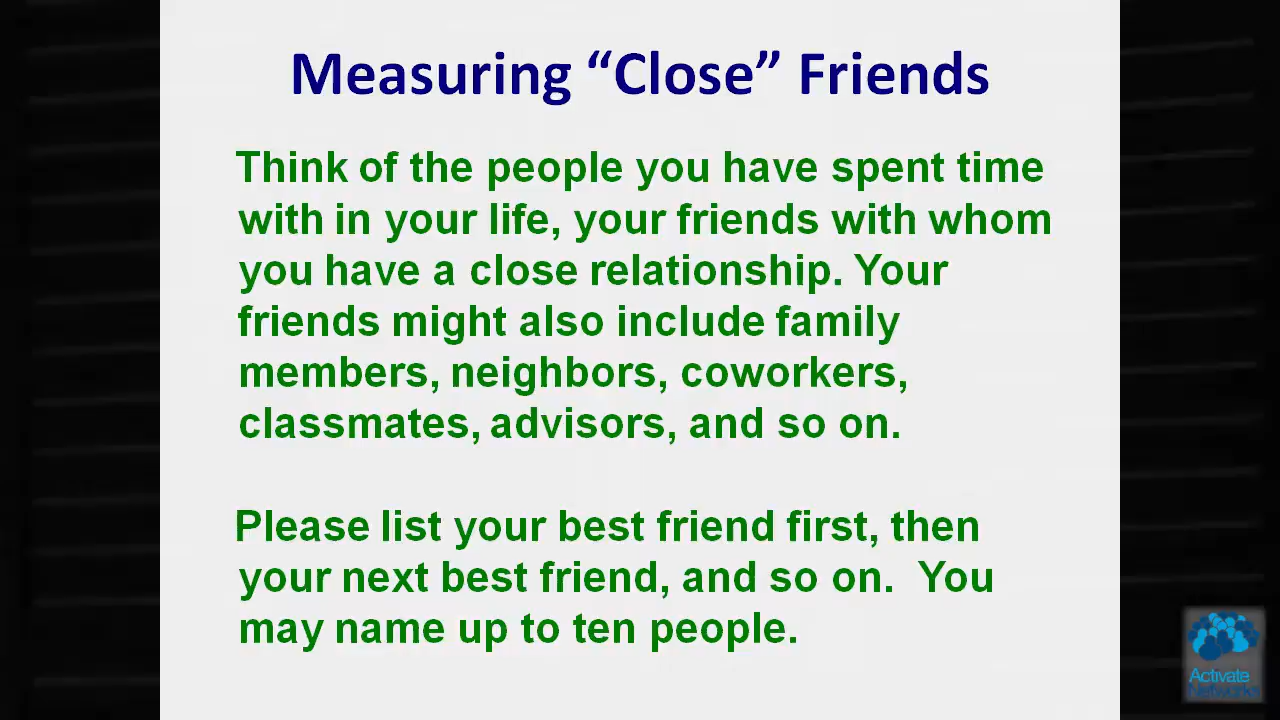 Measuring “Close” Friends
Think of the people you have spent time
with in your life, your friends with whom
you have a close relationship. Your
friends might also include family
members, neighbors, coworkers,
classmates, advisors, and so on.
Please list your best friend first, then
your next best friend, and so on.  You
may name up to ten people.
Activate
Networks